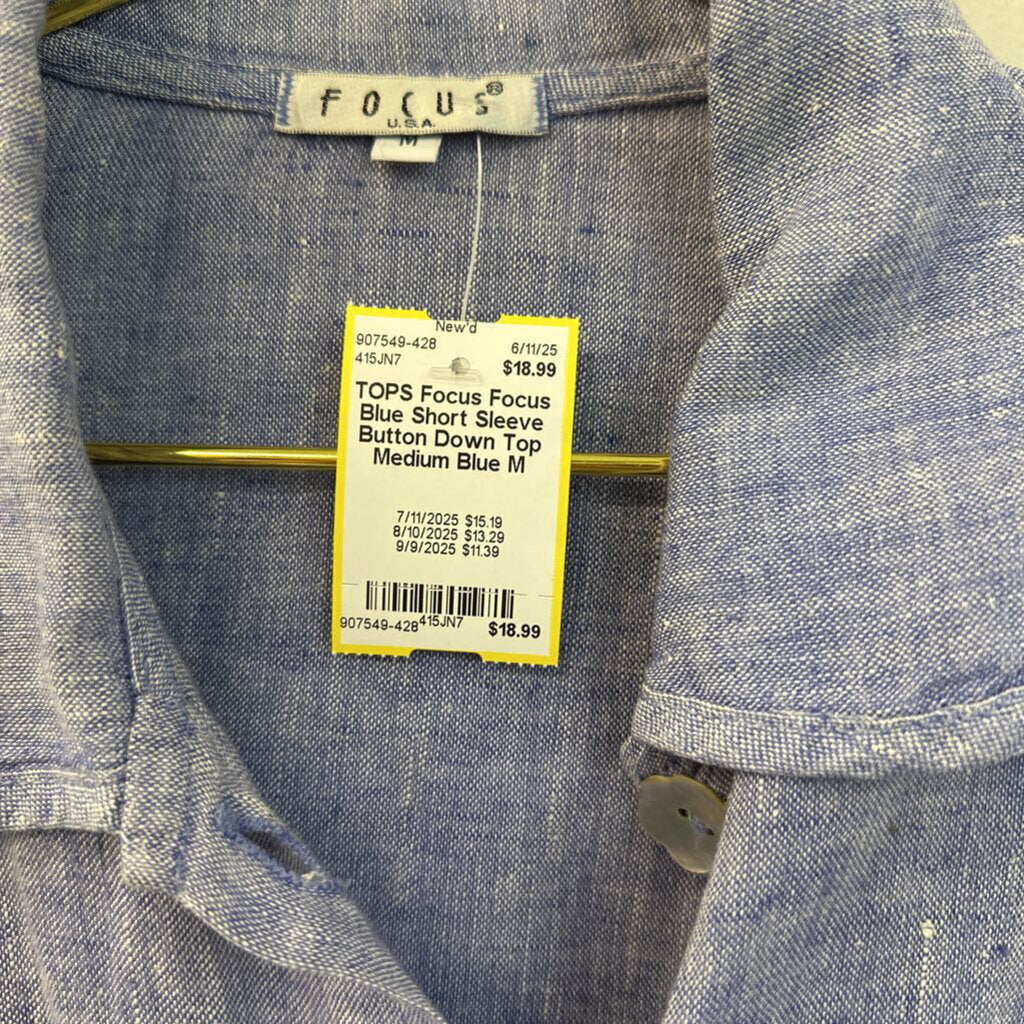 FOCUS®
U.S.A.
M
New'd
907549-428 6/11/25
415JN7 $18.99
TOPS Focus Focus
Blue Short Sleeve
Button Down Top
Medium Blue M
7/11/2025 $15.19
8/10/2025 $13.29
9/9/2025 $11.39
907549-428 415JN7 $18.99